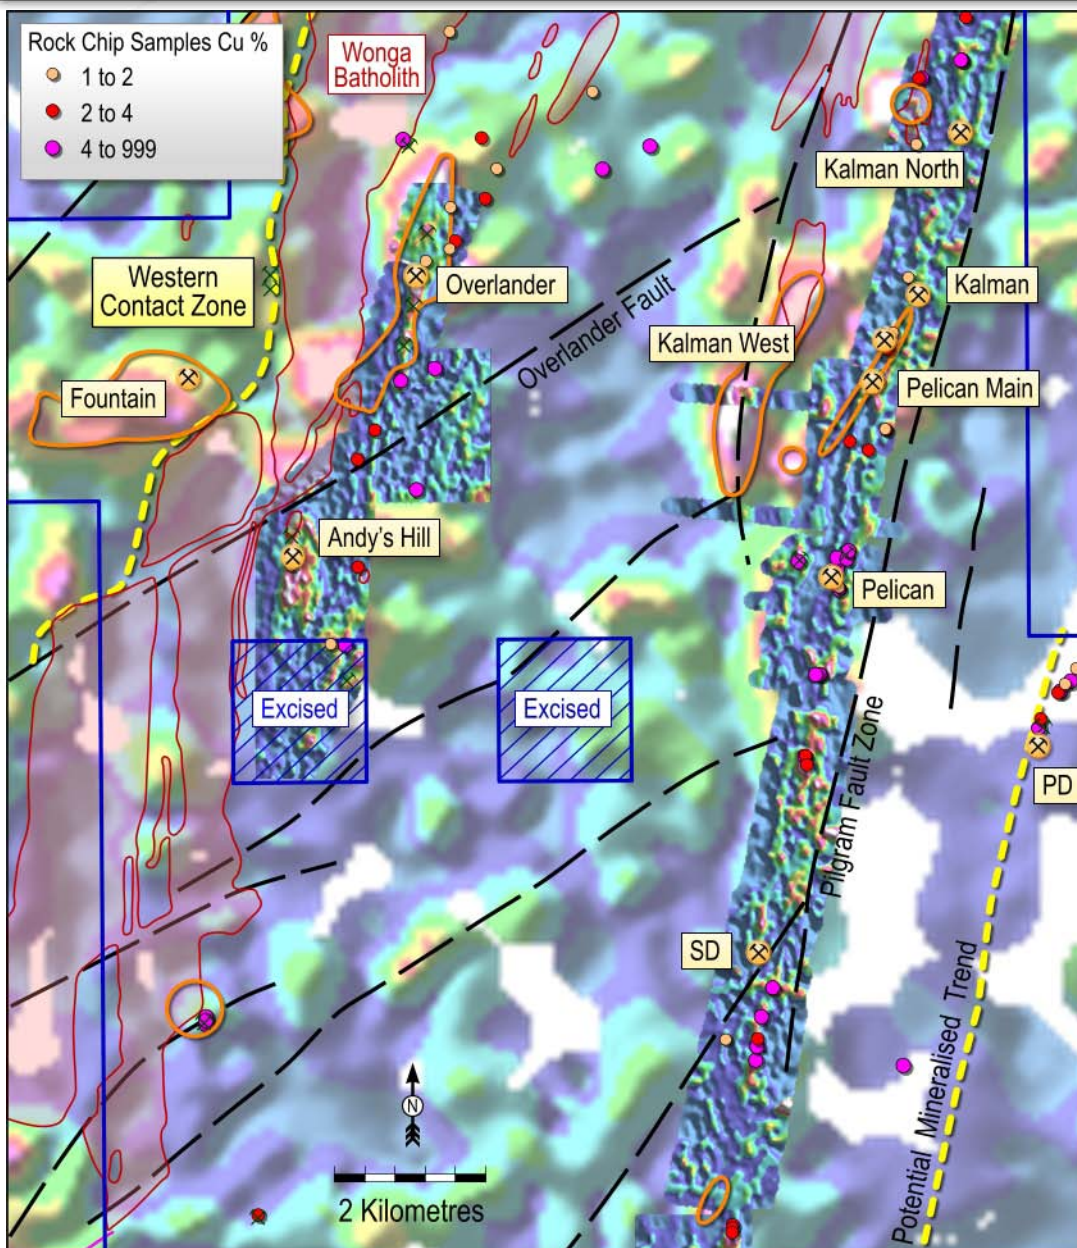 Rock Chip Samples Cu %
1 to 2
2 to 4
4 to 999
Wonga
Batholith
Kalman North
Western
Contact Zone
Overlander
Kalman
Overlander Fault
Kalman West
Fountain
Pelican Main
Andy's Hill
Pelican
Excised
Excised
Pilgram Fault Zone
PD
SD
Potential Mineralised Trend
N
2 Kilometres